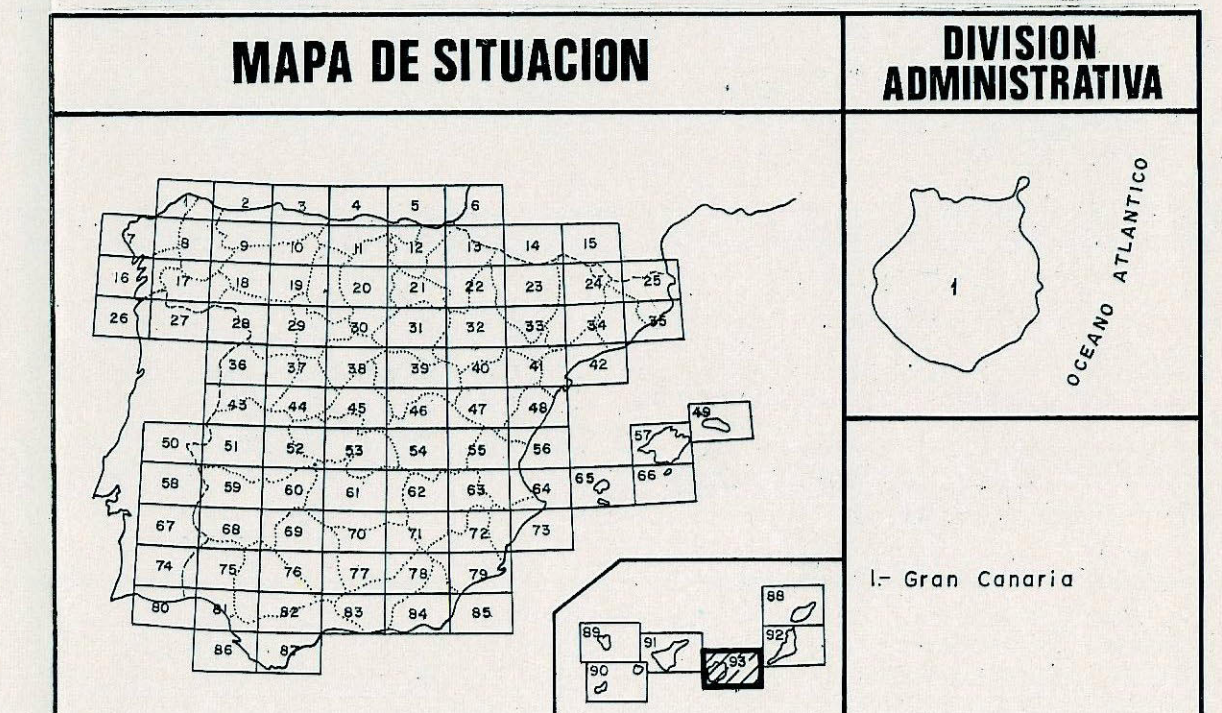 MAPA DE SITUACION
DIVISION
ADMINISTRATIVA
1 2 3 4 5 6
7 8 9 10 11 12 13 14 15
16 17 18 19 20 21 22 23 24 25
26 27 28 29 30 31 32 33 34 35
36 37 38 39 40 41 42
43 44 45 46 47 48 49
50 51 52 53 54 55 56 57
58 59 60 61 62 63 64 65 66
67 68 69 70 71 72 73
74 75 76 77 78 79
80 81 82 83 84 85
86 87
88
89 91 92
90 93
1
OCEANO ATLANTICO
1.- Gran Canaria